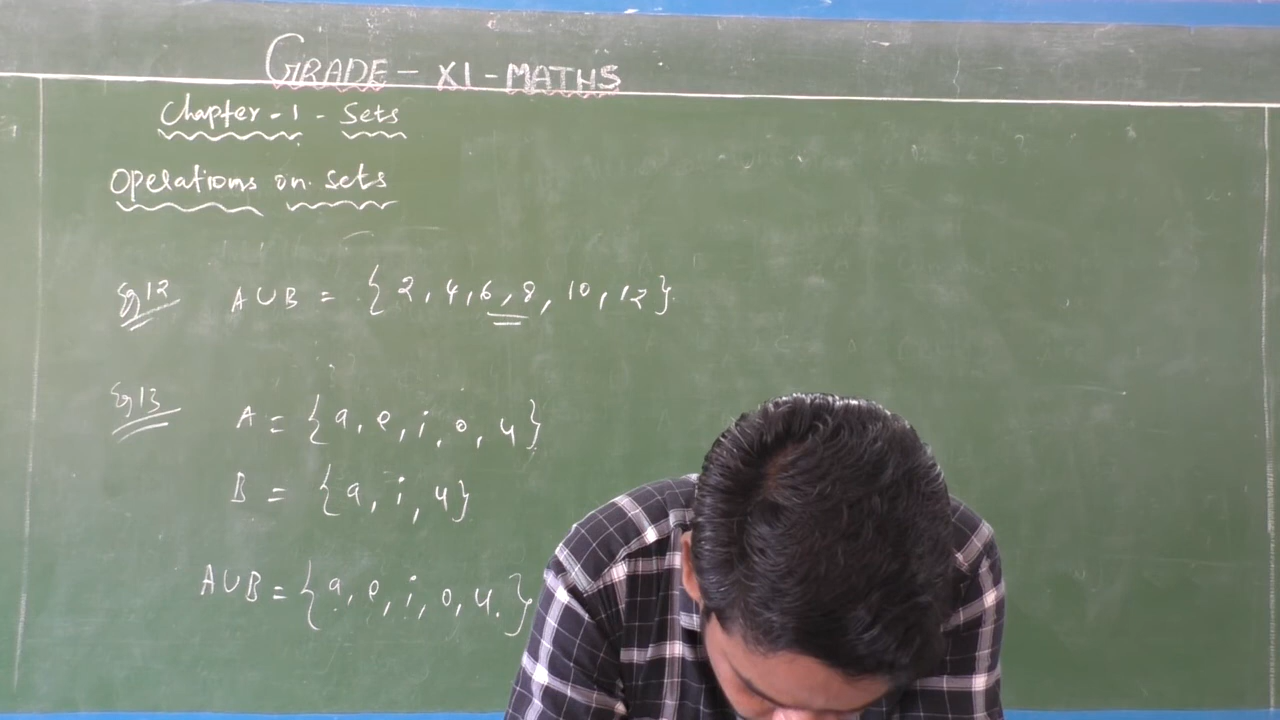 GRADE - XI - MATHS
Chapter - 1 - Sets
Operations on sets
Eg 12 A ∪ B = {2, 4, 6, 8, 10, 12}
Eg 13 A = {a, e, i, o, u}
B = {a, i, u}
A ∪ B = {a, e, i, o, u}